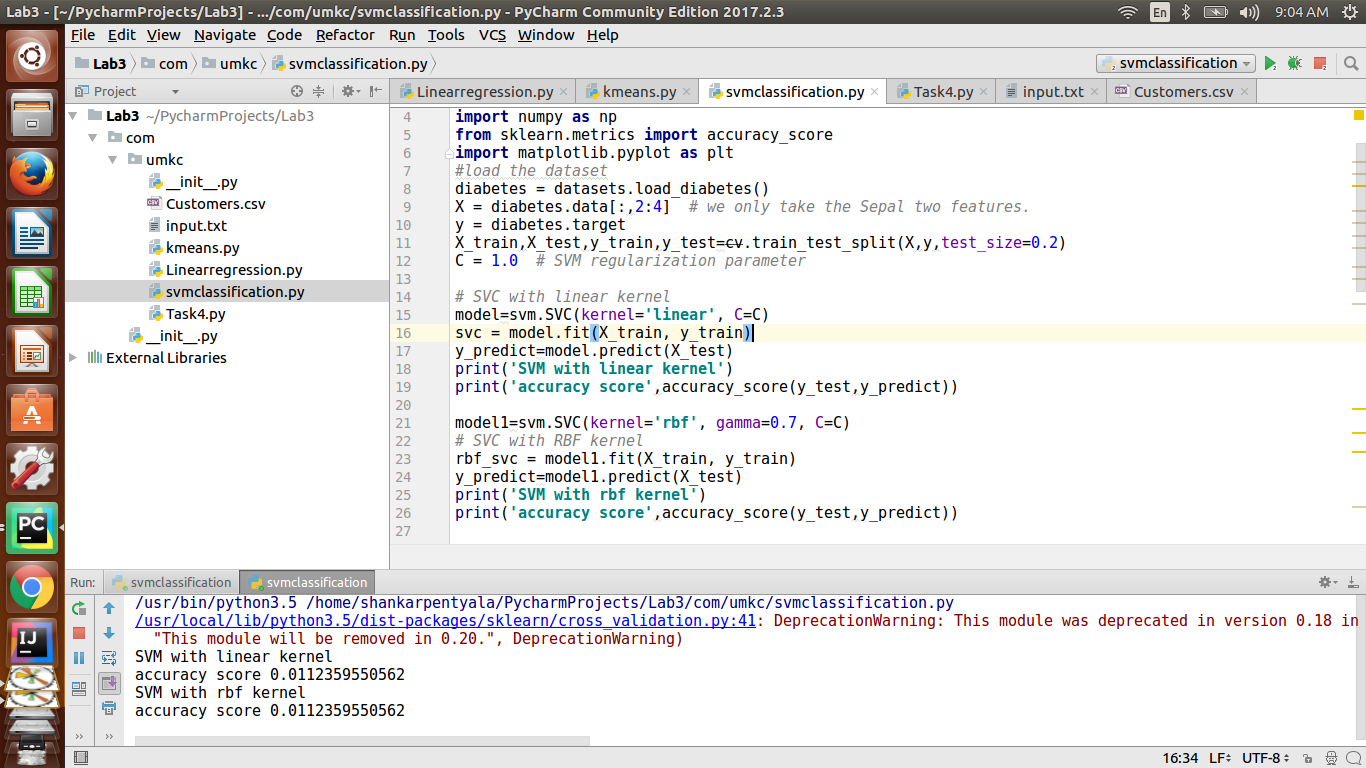 Lab3 - [~/PycharmProjects/Lab3] - .../com/umkc/svmclassification.py - PyCharm Community Edition 2017.2.3
En
9:04 AM
File Edit View Navigate Code Refactor Run Tools VCS Window Help
Lab3 com umkc svmclassification.py
svmclassification
Project
Linearregression.py kmeans.py svmclassification.py Task4.py input.txt Customers.csv
Lab3 ~/PycharmProjects/Lab3
com
umkc
__init__.py
Customers.csv
input.txt
kmeans.py
Linearregression.py
svmclassification.py
Task4.py
__init__.py
External Libraries
4 import numpy as np
5 from sklearn.metrics import accuracy_score
6 import matplotlib.pyplot as plt
7 #load the dataset
8 diabetes = datasets.load_diabetes()
9 X = diabetes.data[:,2:4]  # we only take the Sepal two features.
10 y = diabetes.target
11 X_train,X_test,y_train,y_test=cv.train_test_split(X,y,test_size=0.2)
12 C = 1.0  # SVM regularization parameter
13
14 # SVC with linear kernel
15 model=svm.SVC(kernel='linear', C=C)
16 svc = model.fit(X_train, y_train)
17 y_predict=model.predict(X_test)
18 print('SVM with linear kernel')
19 print('accuracy score',accuracy_score(y_test,y_predict))
20
21 model1=svm.SVC(kernel='rbf', gamma=0.7, C=C)
22 # SVC with RBF kernel
23 rbf_svc = model1.fit(X_train, y_train)
24 y_predict=model1.predict(X_test)
25 print('SVM with rbf kernel')
26 print('accuracy score',accuracy_score(y_test,y_predict))
27
Run: svmclassification svmclassification
/usr/bin/python3.5 /home/shankarpentyala/PycharmProjects/Lab3/com/umkc/svmclassification.py
/usr/local/lib/python3.5/dist-packages/sklearn/cross_validation.py:41: DeprecationWarning: This module was deprecated in version 0.18 in
"This module will be removed in 0.20.", DeprecationWarning)
SVM with linear kernel
accuracy score 0.0112359550562
SVM with rbf kernel
accuracy score 0.0112359550562
PC
IJ
16:34 LF UTF-8